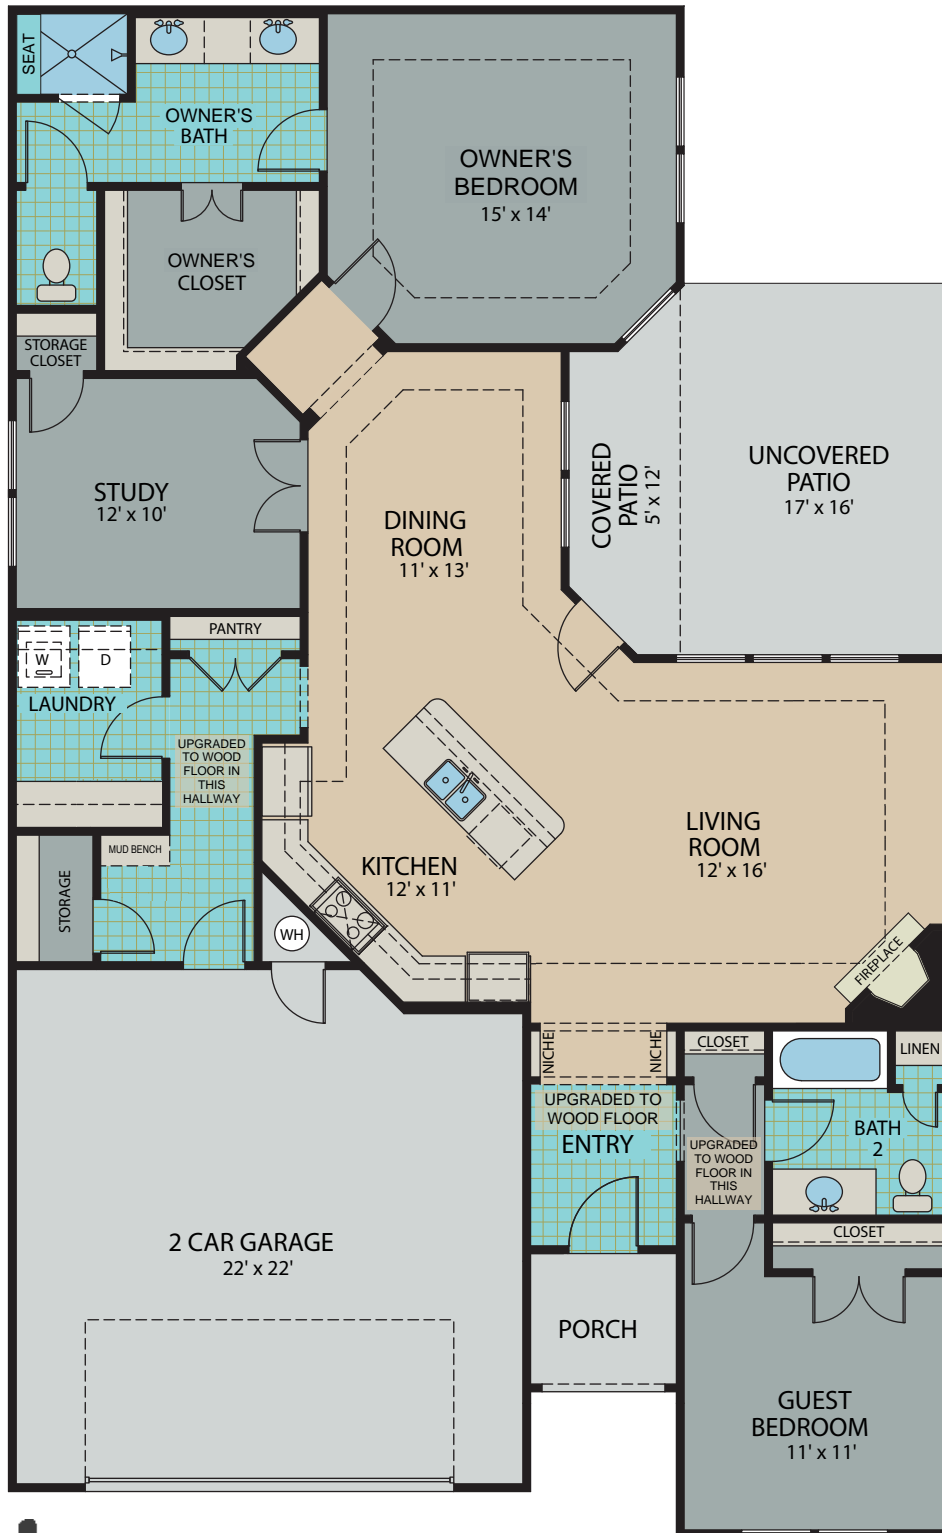 SEAT
OWNER'S
BATH
OWNER'S
BEDROOM
15' x 14'
OWNER'S
CLOSET
STORAGE
CLOSET
STUDY
12' x 10'
DINING
ROOM
11' x 13'
COVERED
PATIO
5' x 12'
UNCOVERED
PATIO
17' x 16'
PANTRY
W
D
LAUNDRY
UPGRADED
TO WOOD
FLOOR IN
THIS
HALLWAY
MUD BENCH
STORAGE
KITCHEN
12' x 11'
LIVING
ROOM
12' x 16'
WH
FIREPLACE
NICHE
NICHE
CLOSET
LINEN
UPGRADED TO
WOOD FLOOR
ENTRY
UPGRADED
TO WOOD
FLOOR IN
THIS
HALLWAY
BATH
2
CLOSET
2 CAR GARAGE
22' x 22'
PORCH
GUEST
BEDROOM
11' x 11'